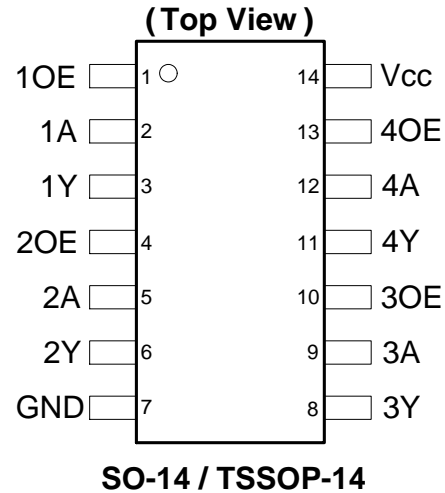 (Top View)
1OE 1 14 Vcc
1A 2 13 4OE
1Y 3 12 4A
2OE 4 11 4Y
2A 5 10 3OE
2Y 6 9 3A
GND 7 8 3Y
SO-14 / TSSOP-14